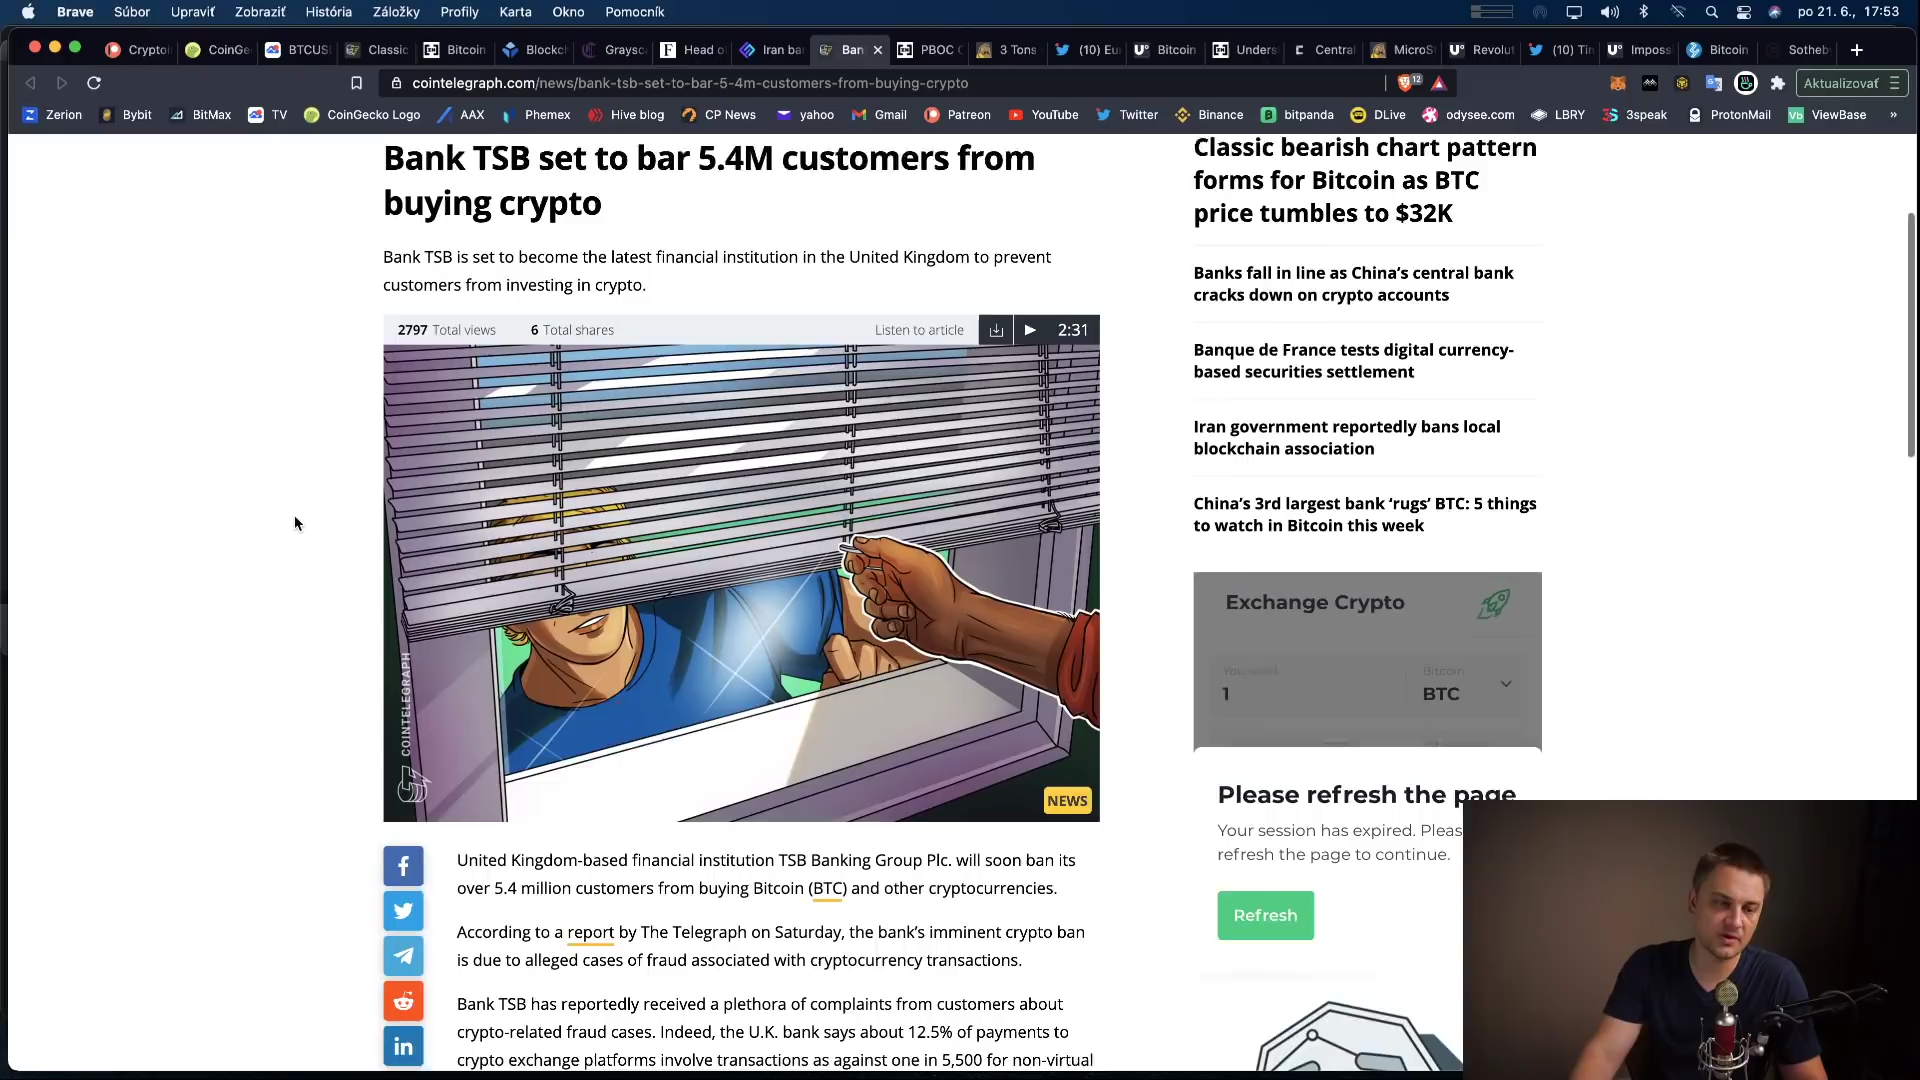 Brave Súbor Upraviť Zobraziť História Záložky Profily Karta Okno Pomocník po 21. 6., 17:53
Crypto CoinGe BTCUS Classic Bitcoin Blockch Graysca Head o Iran ba Ban PBOC 3 Tons (10) Eu Bitcoin Unders Central MicroS Revolut (10) Ti Imposs Bitcoin Sotheb
cointelegraph.com/news/bank-tsb-set-to-bar-5-4m-customers-from-buying-crypto 12 Aktualizovať
Zerion Bybit BitMax TV CoinGecko Logo AAX Phemex Hive blog CP News yahoo Gmail Patreon YouTube Twitter Binance bitpanda DLive odysee.com LBRY 3speak ProtonMail ViewBase »
Bank TSB set to bar 5.4M customers from
buying crypto
Bank TSB is set to become the latest financial institution in the United Kingdom to prevent
customers from investing in crypto.
2797 Total views 6 Total shares Listen to article 2:31
COINTELEGRAPH
NEWS
United Kingdom-based financial institution TSB Banking Group Plc. will soon ban its
over 5.4 million customers from buying Bitcoin (BTC) and other cryptocurrencies.
According to a report by The Telegraph on Saturday, the bank's imminent crypto ban
is due to alleged cases of fraud associated with cryptocurrency transactions.
Bank TSB has reportedly received a plethora of complaints from customers about
crypto-related fraud cases. Indeed, the U.K. bank says about 12.5% of payments to
crypto exchange platforms involve transactions as against one in 5,500 for non-virtual
Classic bearish chart pattern
forms for Bitcoin as BTC
price tumbles to $32K
Banks fall in line as China's central bank
cracks down on crypto accounts
Banque de France tests digital currency-
based securities settlement
Iran government reportedly bans local
blockchain association
China's 3rd largest bank 'rugs' BTC: 5 things
to watch in Bitcoin this week
Exchange Crypto
You send Bitcoin
1 BTC
Please refresh the page
Your session has expired. Pleas
refresh the page to continue.
Refresh